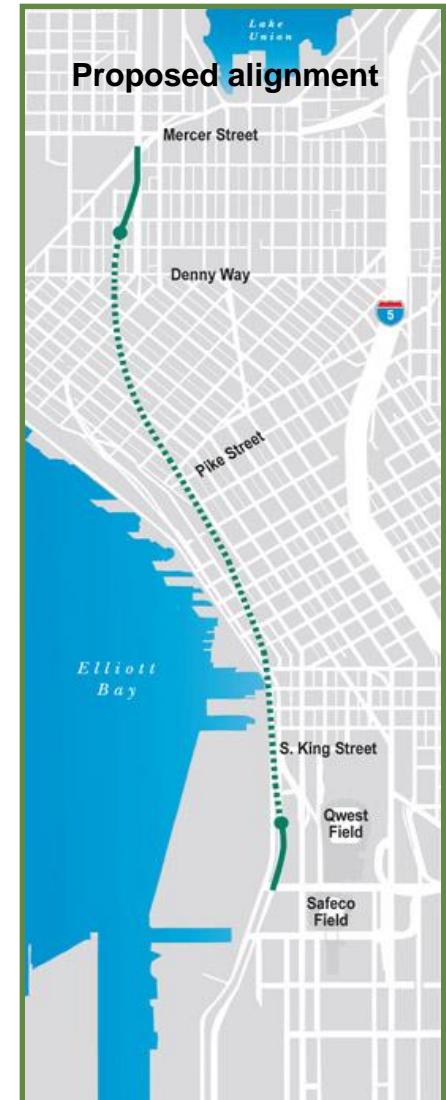 Lake
Union
Proposed alignment
Mercer Street
Denny Way
5
Pike Street
Elliott
Bay
S. King Street
Qwest
Field
Safeco
Field